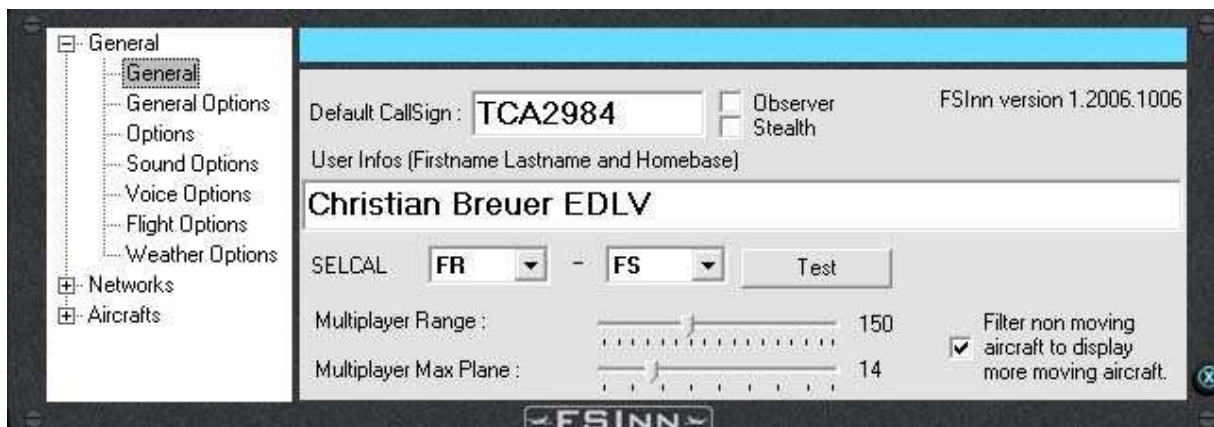 General
General
General Options
Options
Sound Options
Voice Options
Flight Options
Weather Options
Networks
Aircrafts
Default CallSign : TCA2984
Observer
Stealth
FSInn version 1.2006.1006
User Infos (Firstname Lastname and Homebase)
Christian Breuer EDLV
SELCAL FR - FS Test
Multiplayer Range : 150
Multiplayer Max Plane : 14
Filter non moving
aircraft to display
more moving aircraft.
FSINN